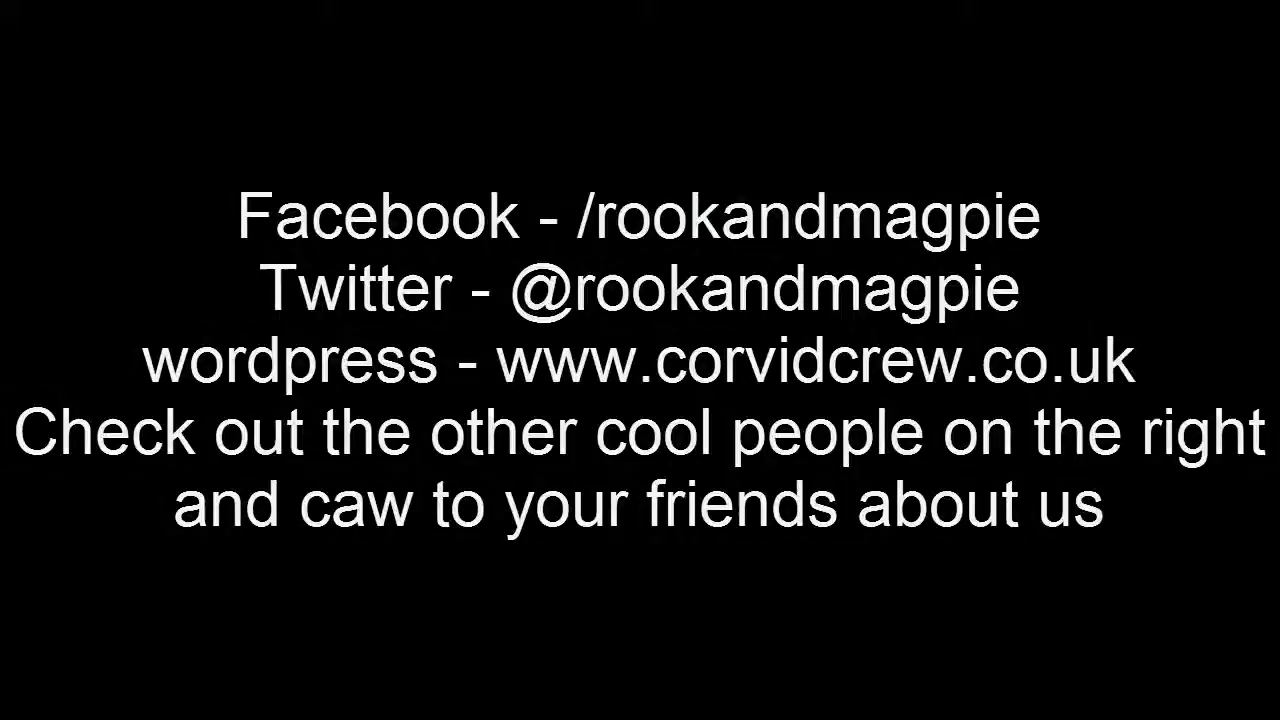 Facebook - /rookandmagpie
Twitter - @rookandmagpie
wordpress - www.corvidcrew.co.uk
Check out the other cool people on the right
and caw to your friends about us